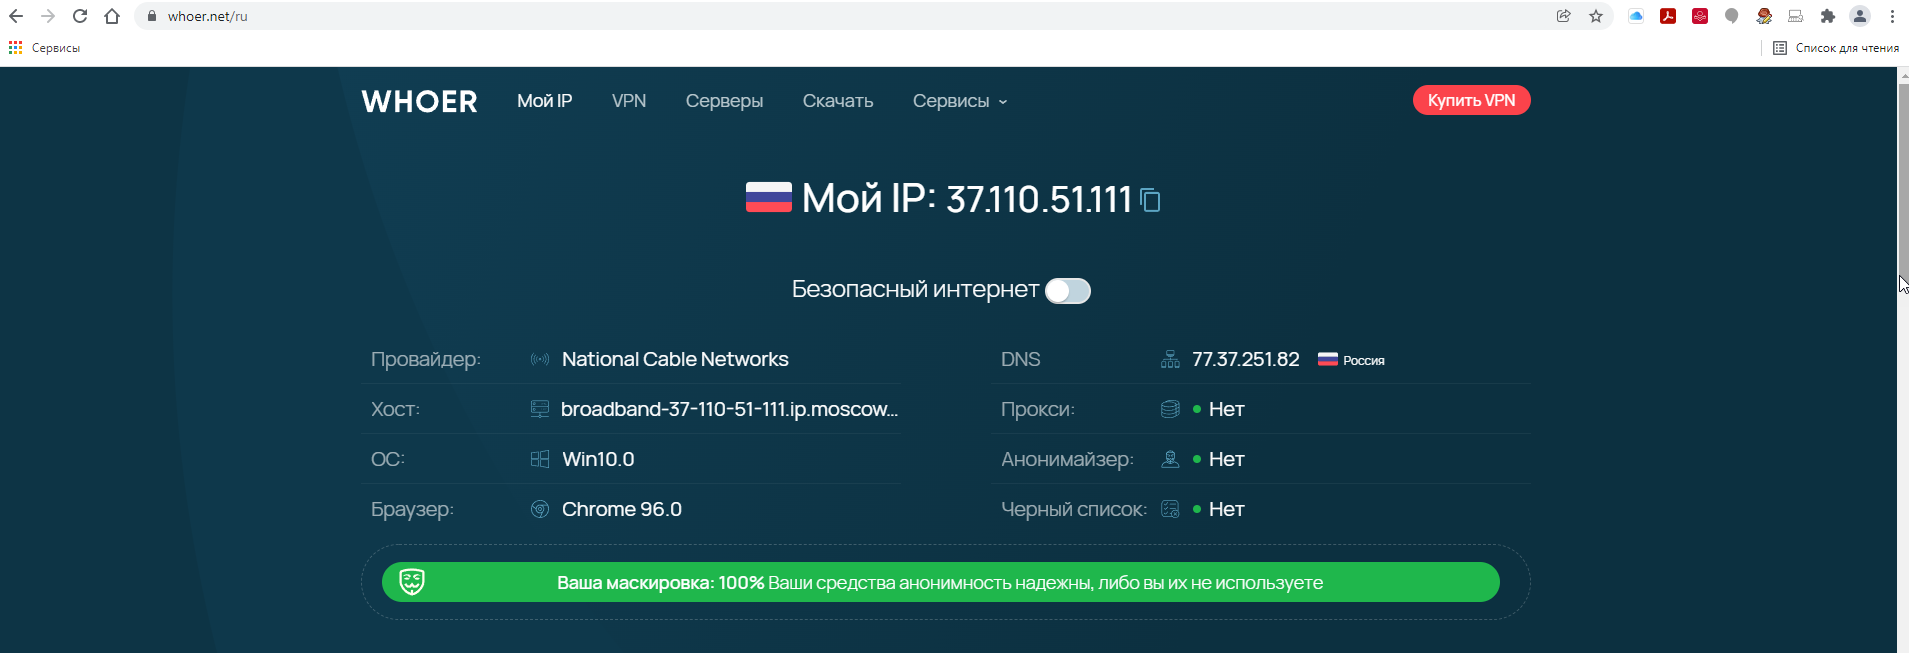 whoer.net/ru
Сервисы
Список для чтения
WHOER Мой IP VPN Серверы Скачать Сервисы Купить VPN
Мой IP: 37.110.51.111
Безопасный интернет
Провайдер: National Cable Networks
DNS 77.37.251.82 Россия
Хост: broadband-37-110-51-111.ip.moscow...
Прокси: Нет
ОС: Win10.0
Анонимайзер: Нет
Браузер: Chrome 96.0
Черный список: Нет
Ваша маскировка: 100% Ваши средства анонимность надежны, либо вы их не используете